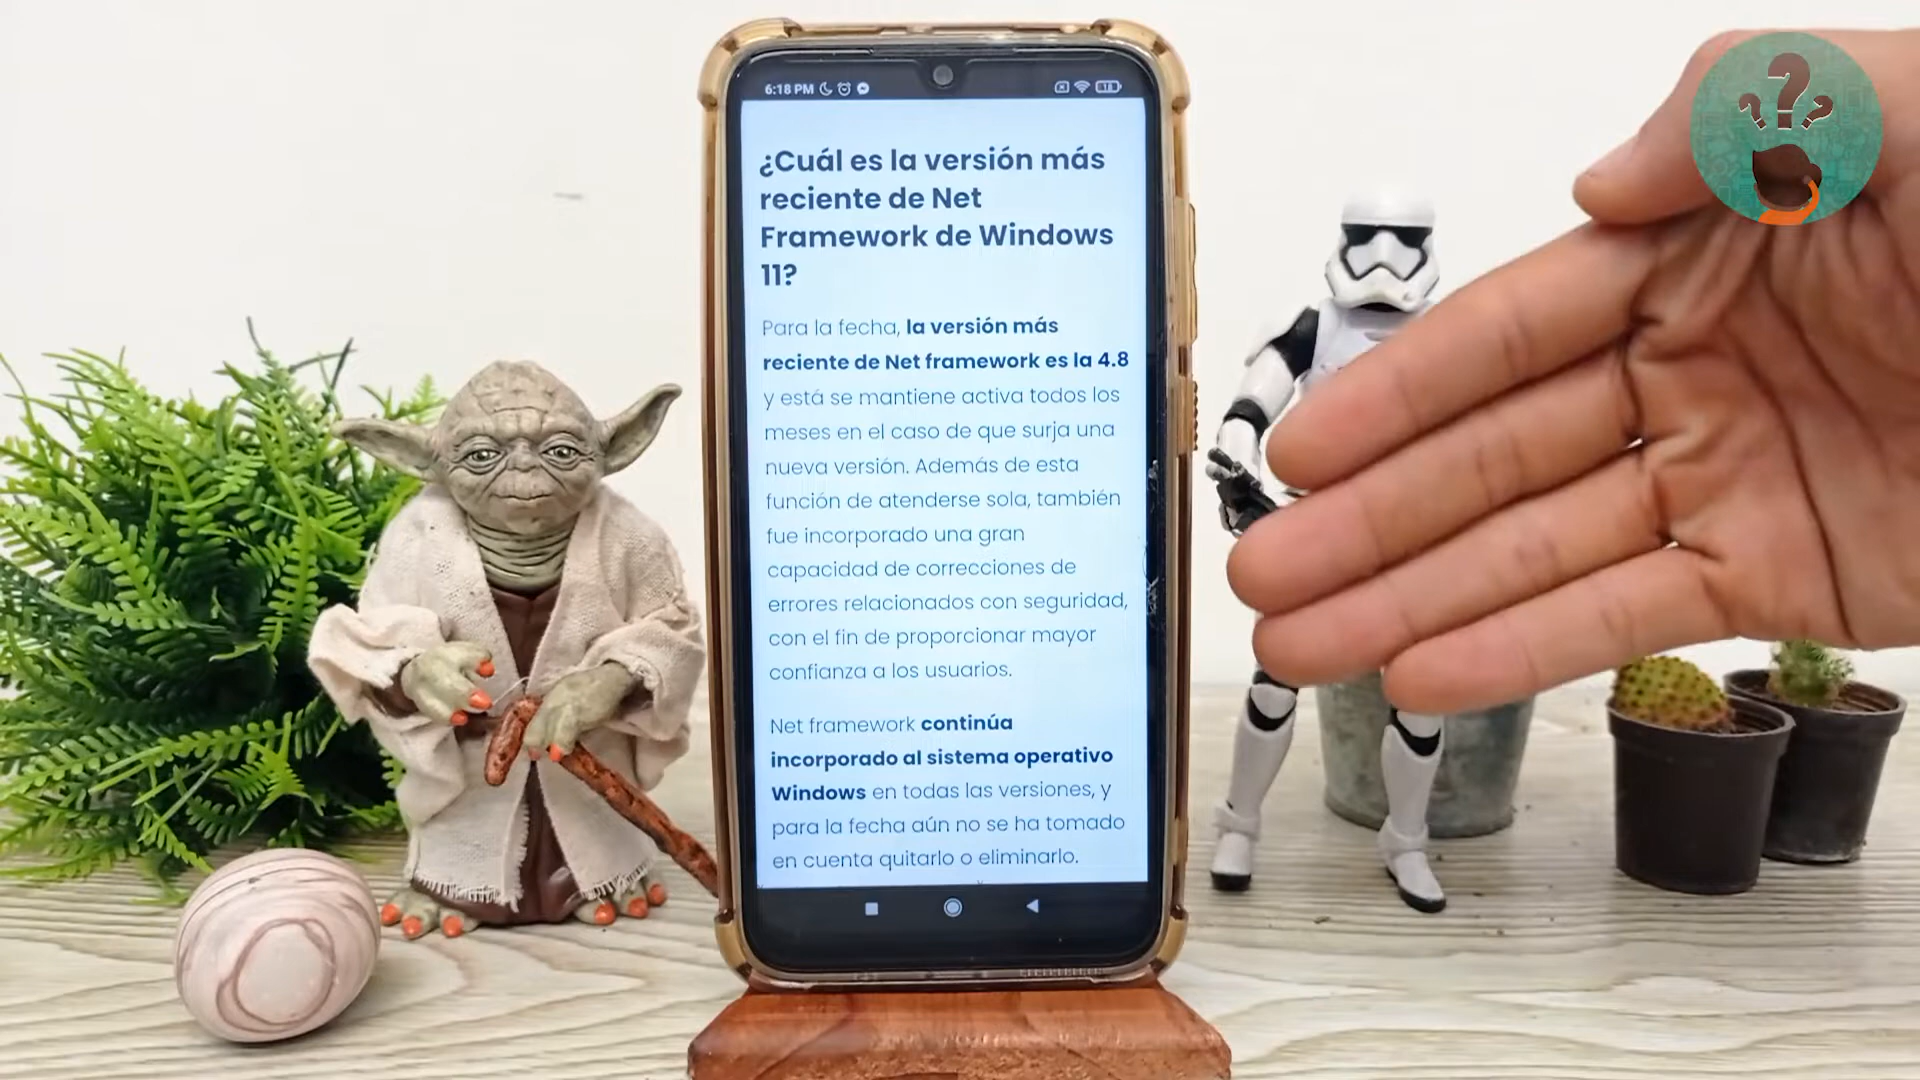 6:18 PM
18
¿Cuál es la versión más
reciente de Net
Framework de Windows
11?
Para la fecha, la versión más
reciente de Net framework es la 4.8
y está se mantiene activa todos los
meses en el caso de que surja una
nueva versión. Además de esta
función de atenderse sola, también
fue incorporado una gran
capacidad de correcciones de
errores relacionados con seguridad,
con el fin de proporcionar mayor
confianza a los usuarios.
Net framework continúa
incorporado al sistema operativo
Windows en todas las versiones, y
para la fecha aún no se ha tomado
en cuenta quitarlo o eliminarlo.